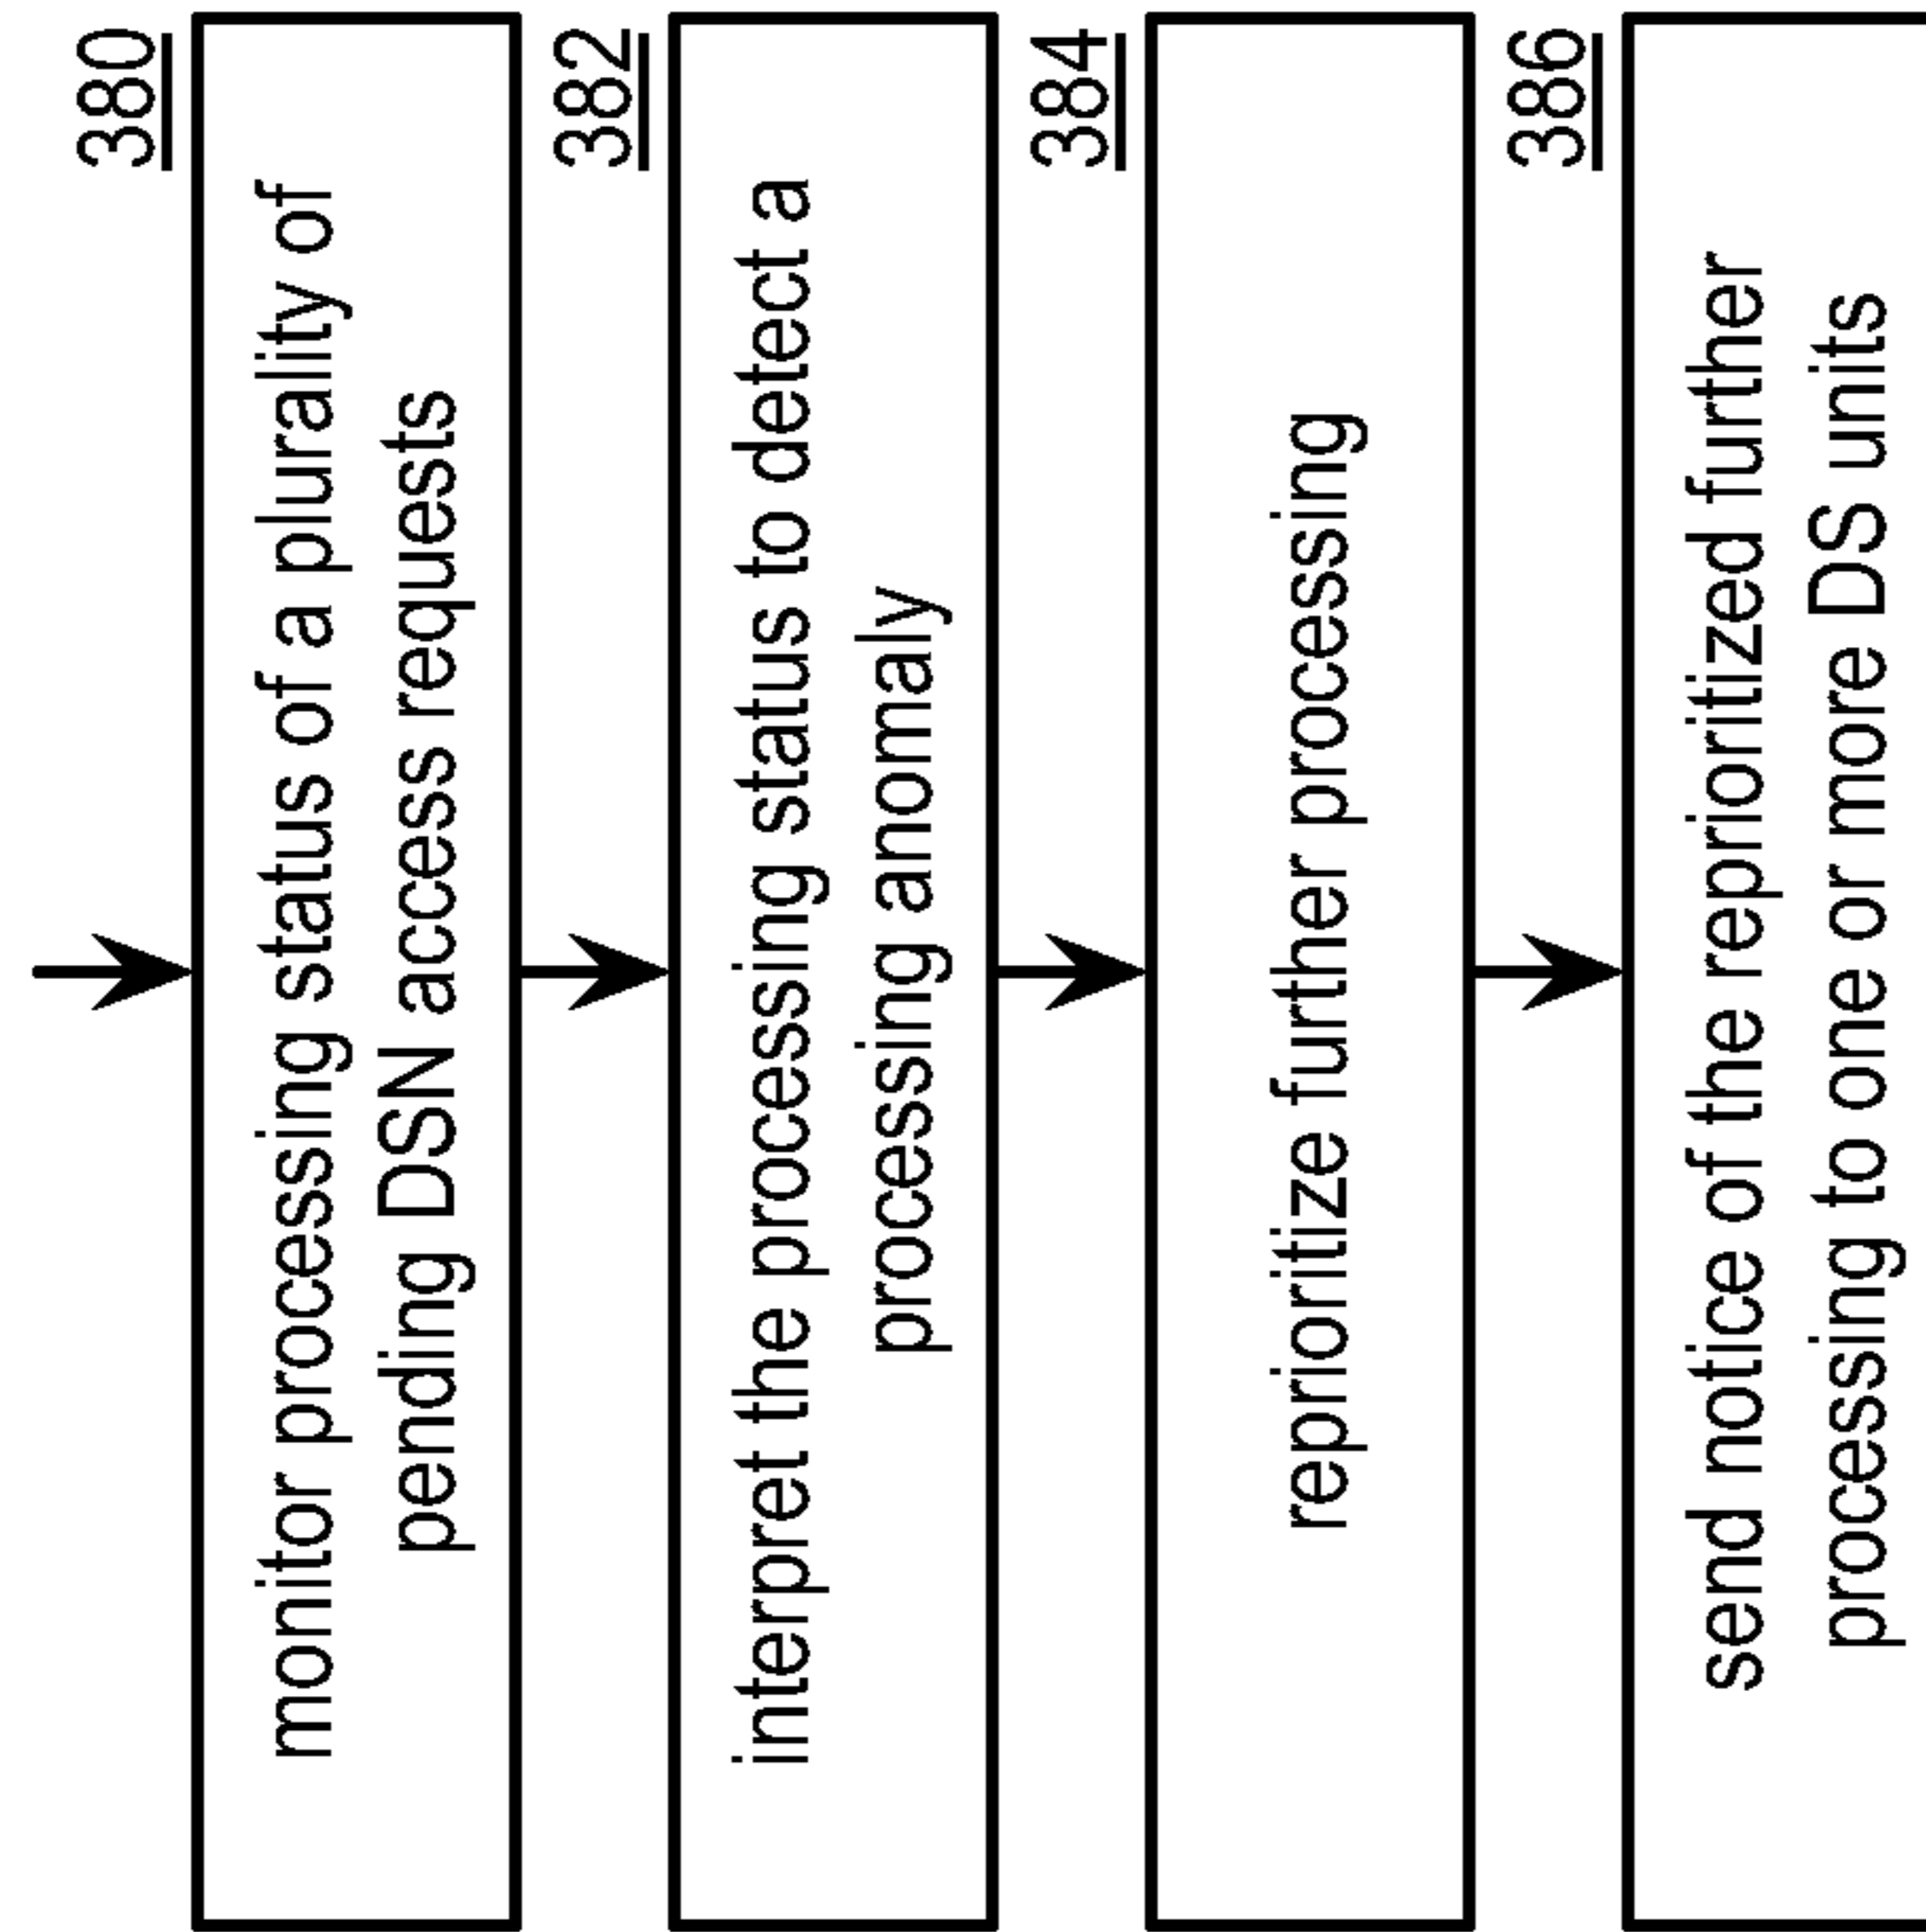 380
monitor processing status of a plurality of
pending DSN access requests
382
interpret the processing status to detect a
processing anomaly
384
reprioritize further processing
386
send notice of the reprioritized further
processing to one or more DS units